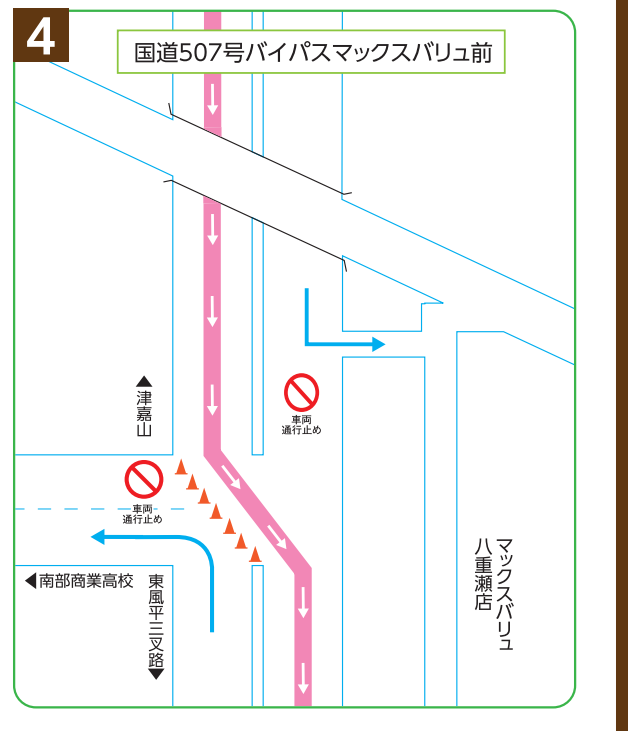 4
国道507号バイパスマックスバリュ前
▲津嘉山
車両
通行止め
車両
通行止め
◀南部商業高校
東風平三叉路▼
マックスバリュ
八重瀬店